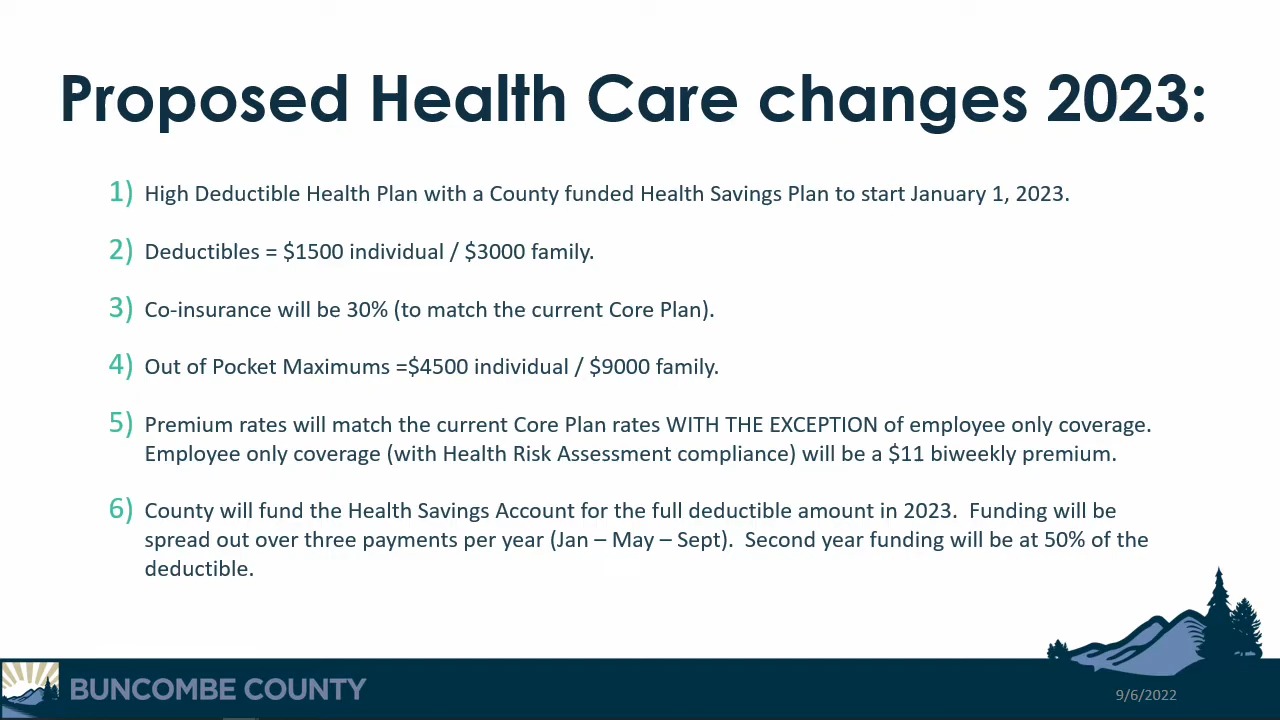 Proposed Health Care changes 2023:
1) High Deductible Health Plan with a County funded Health Savings Plan to start January 1, 2023.
2) Deductibles = $1500 individual / $3000 family.
3) Co-insurance will be 30% (to match the current Core Plan).
4) Out of Pocket Maximums =$4500 individual / $9000 family.
5) Premium rates will match the current Core Plan rates WITH THE EXCEPTION of employee only coverage.
Employee only coverage (with Health Risk Assessment compliance) will be a $11 biweekly premium.
6) County will fund the Health Savings Account for the full deductible amount in 2023.  Funding will be
spread out over three payments per year (Jan – May – Sept).  Second year funding will be at 50% of the
deductible.
BUNCOMBE COUNTY
9/6/2022